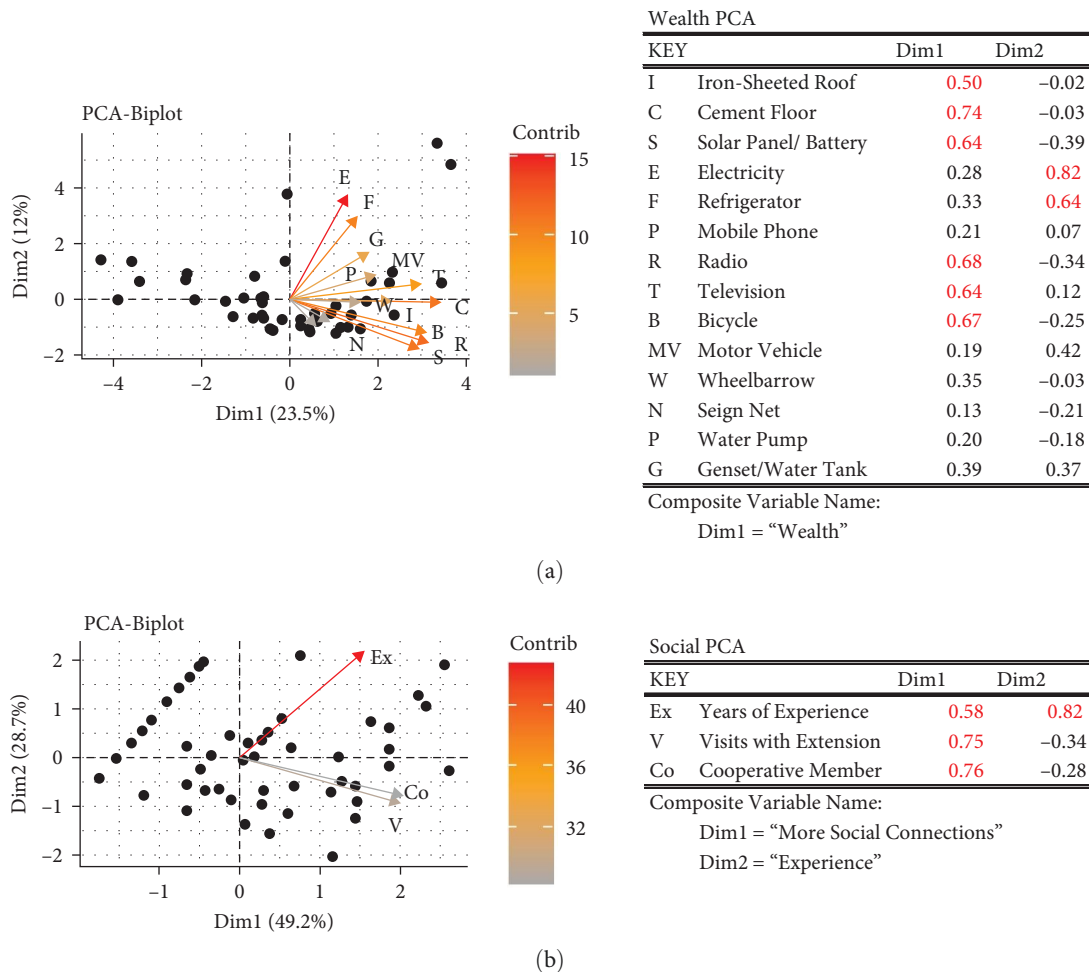 PCA-Biplot
Contrib
E
F
G
MV
P
T
W
C
I
B
N
R
S
4
2
0
−2
−4
−2
0
2
4
Dim2 (12%)
Dim1 (23.5%)
15
10
5
Wealth PCA
KEY Dim1 Dim2
I Iron-Sheeted Roof 0.50 –0.02
C Cement Floor 0.74 –0.03
S Solar Panel/ Battery 0.64 –0.39
E Electricity 0.28 0.82
F Refrigerator 0.33 0.64
P Mobile Phone 0.21 0.07
R Radio 0.68 –0.34
T Television 0.64 0.12
B Bicycle 0.67 –0.25
MV Motor Vehicle 0.19 0.42
W Wheelbarrow 0.35 –0.03
N Seign Net 0.13 –0.21
P Water Pump 0.20 –0.18
G Genset/Water Tank 0.39 0.37
Composite Variable Name:
Dim1 = “Wealth”
(a)
PCA-Biplot
Contrib
Ex
Co
V
2
1
0
−1
−2
−1
0
1
2
Dim2 (28.7%)
Dim1 (49.2%)
40
36
32
Social PCA
KEY Dim1 Dim2
Ex Years of Experience 0.58 0.82
V Visits with Extension 0.75 –0.34
Co Cooperative Member 0.76 –0.28
Composite Variable Name:
Dim1 = “More Social Connections”
Dim2 = “Experience”
(b)